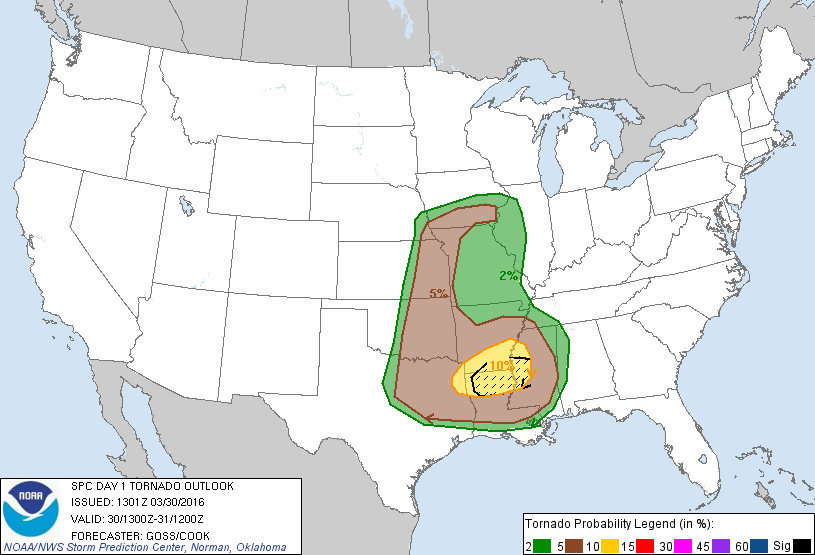 2%
5%
10%
2%
NOAA
SPC DAY 1 TORNADO OUTLOOK
ISSUED: 1301Z 03/30/2016
VALID: 30/1300Z-31/1200Z
FORECASTER: GOSS/COOK
NOAA/NWS Storm Prediction Center, Norman, Oklahoma
Tornado Probability Legend (in %):
2 5 10 15 30 45 60 Sig